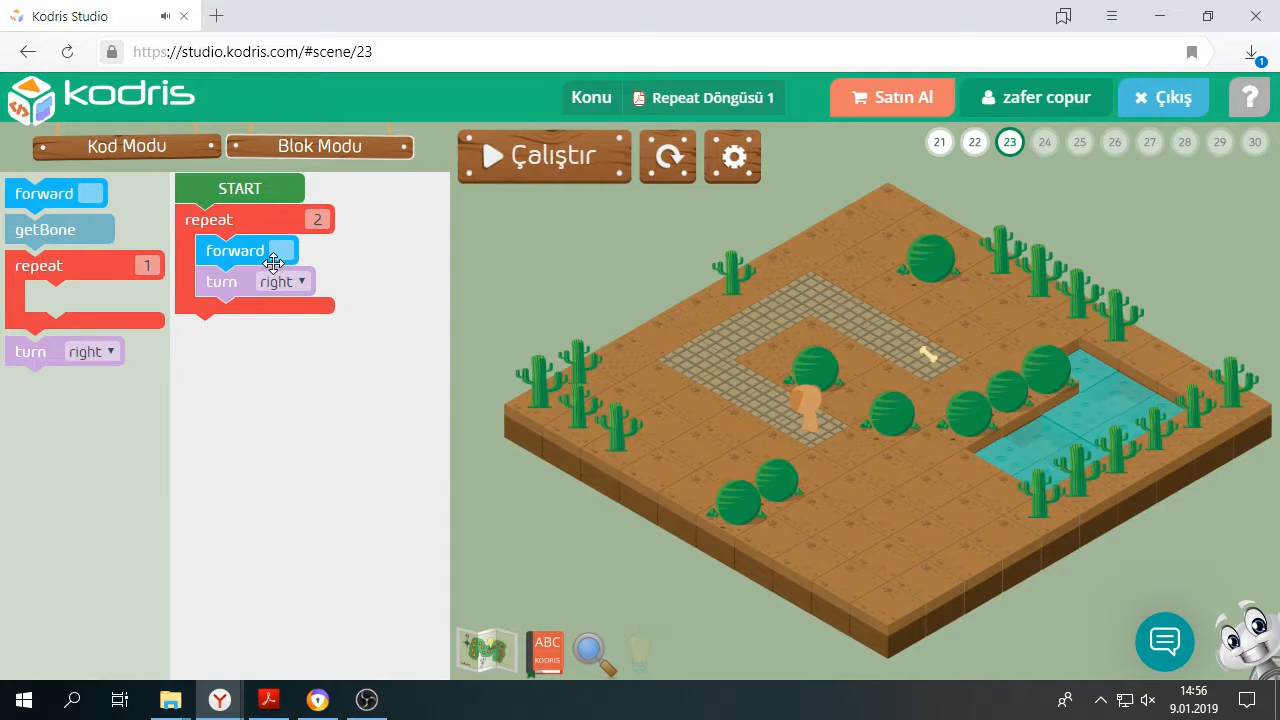 Kodris Studio
https://studio.kodris.com/#scene/23
1
kodris
Konu
Repeat Döngüsü 1
Satın Al
zafer copur
Çıkış
?
Kod Modu
Blok Modu
Çalıştır
21 22 23 24 25 26 27 28 29 30
forward
getBone
repeat 1
turn right
START
repeat 2
forward
turn right
ABC
KODRIS
14:56
9.01.2019